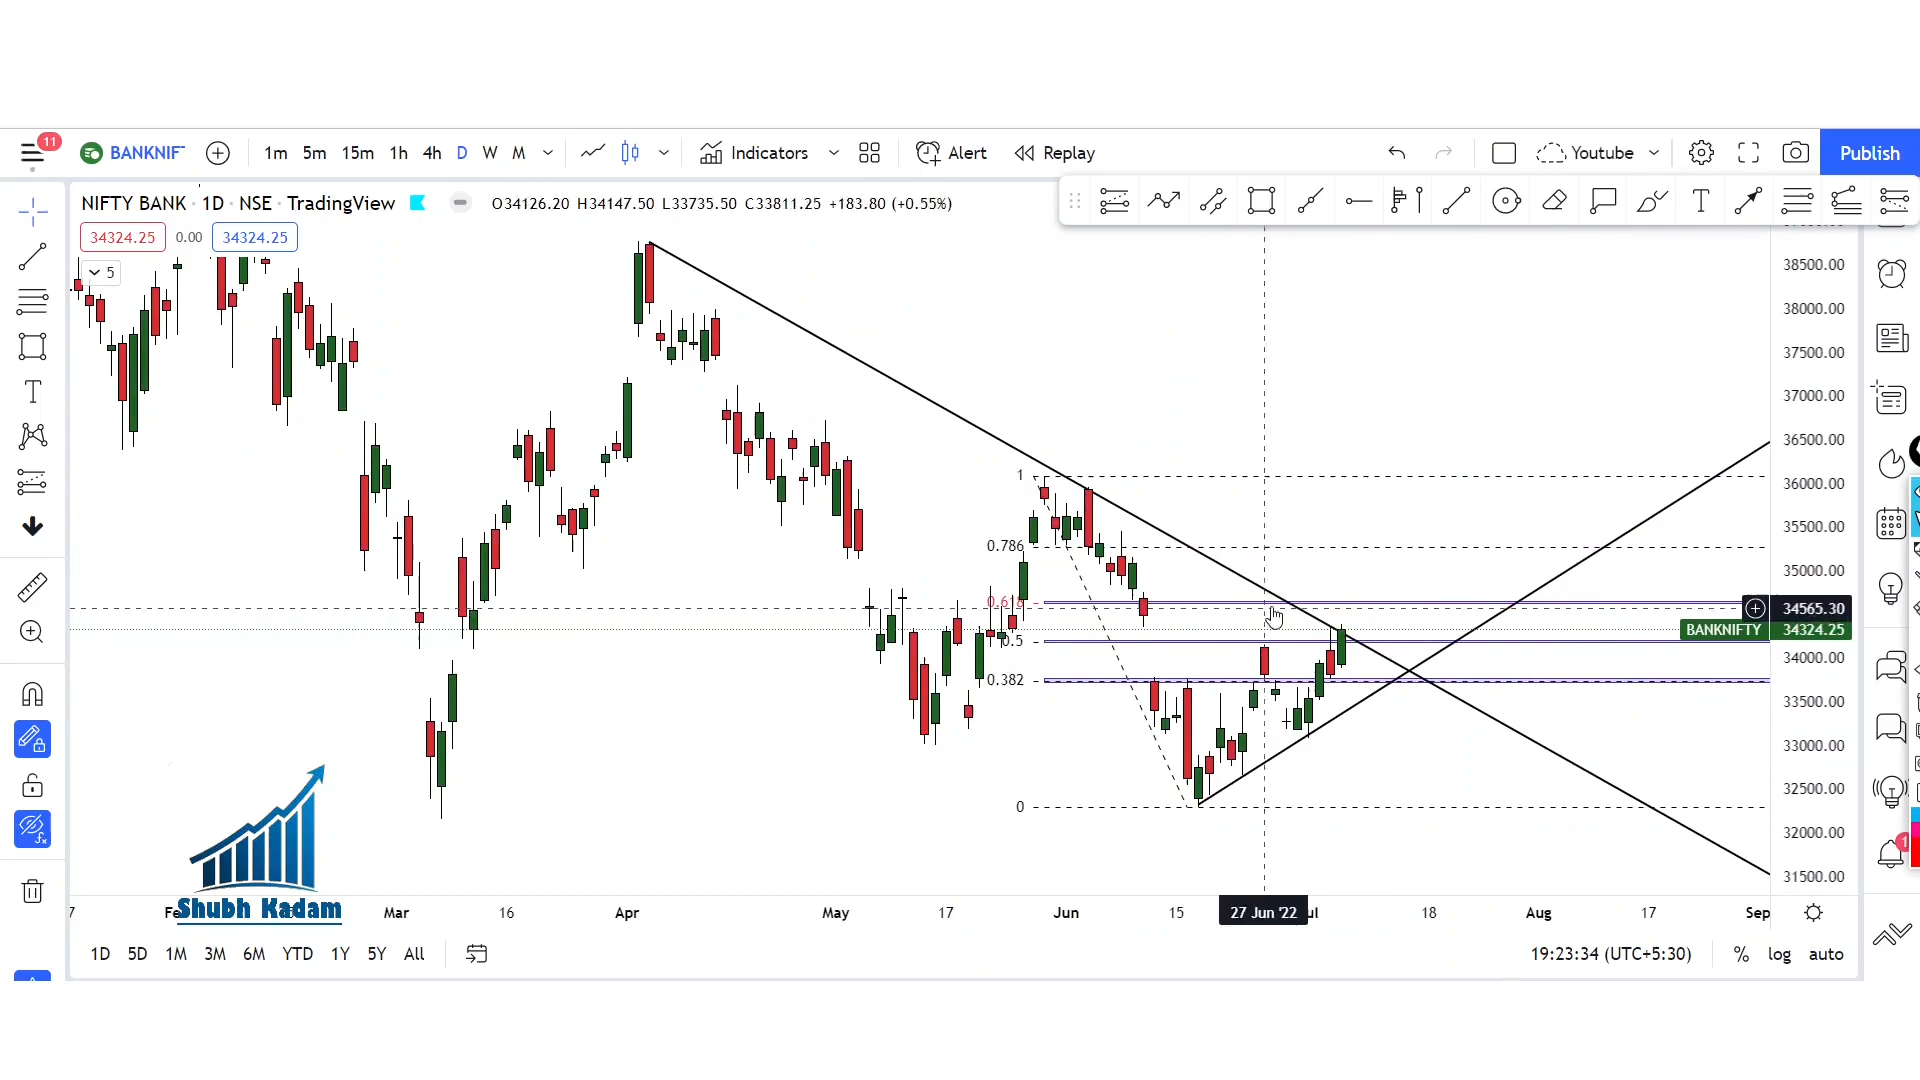 11
BANKNIF
1m 5m 15m 1h 4h D W M
Indicators
Alert
Replay
Youtube
Publish
NIFTY BANK · 1D · NSE · TradingView
O34126.20 H34147.50 L33735.50 C33811.25 +183.80 (+0.55%)
34324.25 0.00 34324.25
5
38500.00
38000.00
37500.00
37000.00
36500.00
1
36000.00
35500.00
0.786
35000.00
0.618
34565.30
BANKNIFTY 34324.25
0.5
34000.00
0.382
33500.00
33000.00
32500.00
0
32000.00
31500.00
Shubh Kadam
Mar 16 Apr May 17 Jun 15 27 Jun '22 18 Aug 17 Sep
1D 5D 1M 3M 6M YTD 1Y 5Y All
19:23:34 (UTC+5:30) % log auto